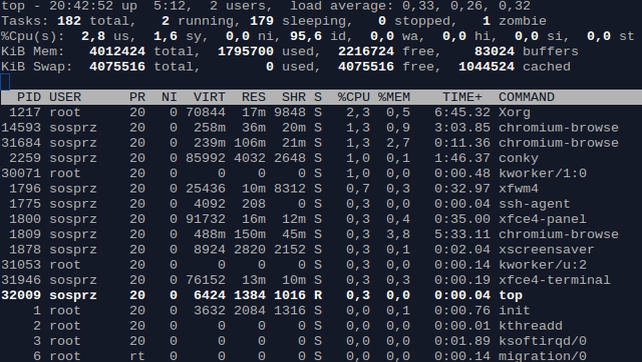 top - 20:42:52 up  5:12,  2 users,  load average: 0,33, 0,26, 0,32
Tasks: 182 total,   2 running, 179 sleeping,   0 stopped,   1 zombie
%Cpu(s):  2,8 us,  1,6 sy,  0,0 ni, 95,6 id,  0,0 wa,  0,0 hi,  0,0 si,  0,0 st
KiB Mem:   4012424 total,  1795700 used,  2216724 free,    83024 buffers
KiB Swap:  4075516 total,        0 used,  4075516 free,  1044524 cached
PID USER      PR  NI  VIRT  RES  SHR S  %CPU %MEM    TIME+  COMMAND
1217 root      20   0 70844  17m 9848 S   2,3  0,5   6:45.32 Xorg
14593 sosprz    20   0  258m  36m  20m S   1,3  0,9   3:03.85 chromium-browse
31684 sosprz    20   0  239m 106m  21m S   1,3  2,7   0:11.36 chromium-browse
2259 sosprz    20   0 85992 4032 2648 S   1,0  0,1   1:46.37 conky
30071 root      20   0     0    0    0 S   1,0  0,0   0:00.48 kworker/1:0
1796 sosprz    20   0 25436  10m 8312 S   0,7  0,3   0:32.97 xfwm4
1775 sosprz    20   0  4092  208    0 S   0,3  0,0   0:00.04 ssh-agent
1800 sosprz    20   0 91732  16m  12m S   0,3  0,4   0:35.00 xfce4-panel
1809 sosprz    20   0  488m 150m  45m S   0,3  3,8   5:33.11 chromium-browse
1878 sosprz    20   0  8924 2820 2152 S   0,3  0,1   0:02.04 xscreensaver
31053 root      20   0     0    0    0 S   0,3  0,0   0:00.14 kworker/u:2
31946 sosprz    20   0 76152  13m  10m S   0,3  0,3   0:00.19 xfce4-terminal
32009 sosprz    20   0  6424 1384 1016 R   0,3  0,0   0:00.04 top
1 root      20   0  3632 2084 1316 S   0,0  0,1   0:00.76 init
2 root      20   0     0    0    0 S   0,0  0,0   0:00.01 kthreadd
3 root      20   0     0    0    0 S   0,0  0,0   0:01.89 ksoftirqd/0
6 root      rt   0     0    0    0 S   0,0  0,0   0:00.14 migration/0